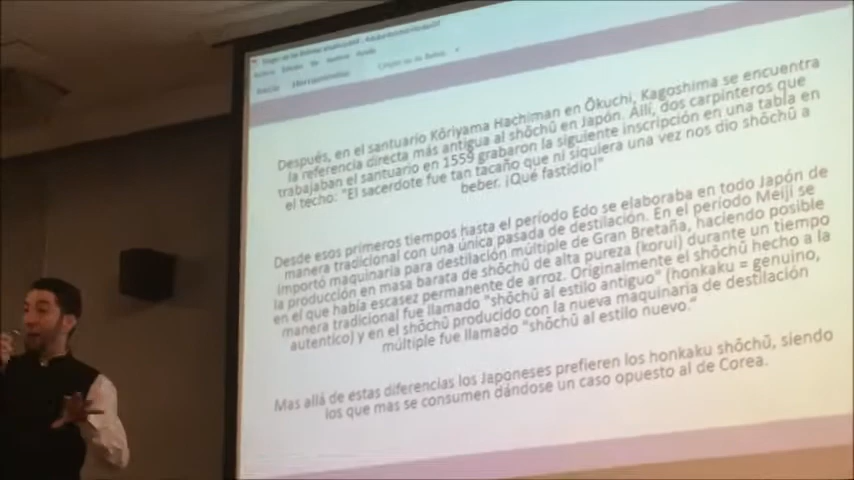 Después, en el santuario Kōriyama Hachiman en Ōkuchi, Kagoshima se encuentra
la referencia directa más antigua al shōchū en Japón. Allí, dos carpinteros que
trabajaban el santuario en 1559 grabaron la siguiente inscripción en una tabla en
el techo: "El sacerdote fue tan tacaño que ni siquiera una vez nos dio shōchū a
beber. ¡Qué fastidio!"
Desde esos primeros tiempos hasta el período Edo se elaboraba en todo Japón de
manera tradicional con una única pasada de destilación. En el período Meiji se
importó maquinaria para destilación múltiple de Gran Bretaña, haciendo posible
la producción en masa barata de shōchū de alta pureza (korui) durante un tiempo
en el que había escasez permanente de arroz. Originalmente el shōchū hecho a la
manera tradicional fue llamado "shōchū al estilo antiguo" (honkaku = genuino,
autentico) y en el shōchū producido con la nueva maquinaria de destilación
múltiple fue llamado "shōchū al estilo nuevo."
Mas allá de estas diferencias los Japoneses prefieren los honkaku shōchū, siendo
los que mas se consumen dándose un caso opuesto al de Corea.